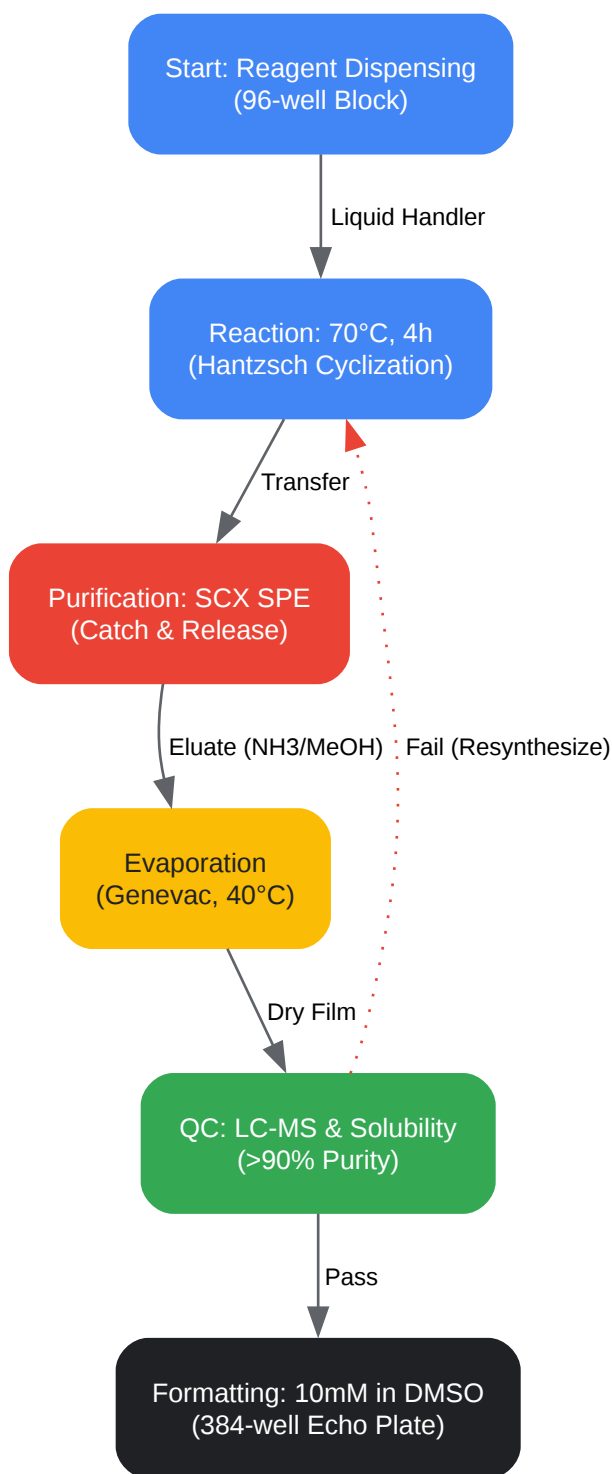 Start: Reagent Dispensing
(96-well Block)
Liquid Handler
Reaction: 70°C, 4h
(Hantzsch Cyclization)
Transfer
Purification: SCX SPE
(Catch & Release)
Eluate (NH3/MeOH)
Fail (Resynthesize)
Evaporation
(Genevac, 40°C)
Dry Film
QC: LC-MS & Solubility
(>90% Purity)
Pass
Formatting: 10mM in DMSO
(384-well Echo Plate)